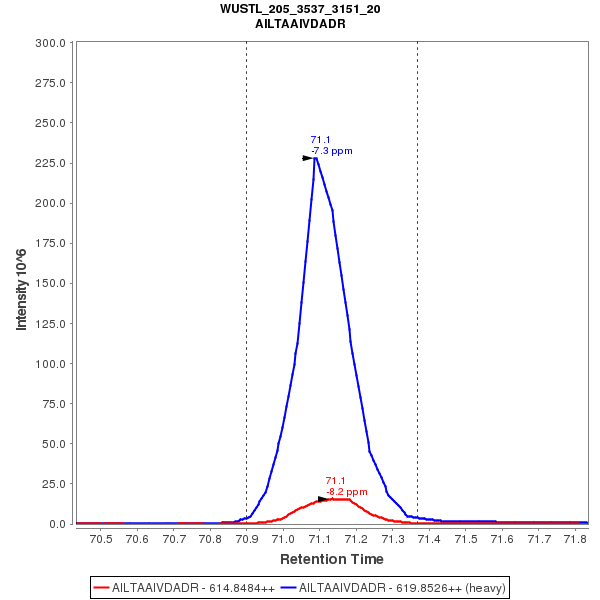 WUSTL_205_3537_3151_20
AILTAAIVDADR
300.0
275.0
250.0
225.0
200.0
175.0
150.0
125.0
100.0
75.0
50.0
25.0
0.0
Intensity 10^6
71.1
-7.3 ppm
71.1
-8.2 ppm
70.5 70.6 70.7 70.8 70.9 71.0 71.1 71.2 71.3 71.4 71.5 71.6 71.7 71.8
Retention Time
AILTAAIVDADR - 614.8484++ AILTAAIVDADR - 619.8526++ (heavy)